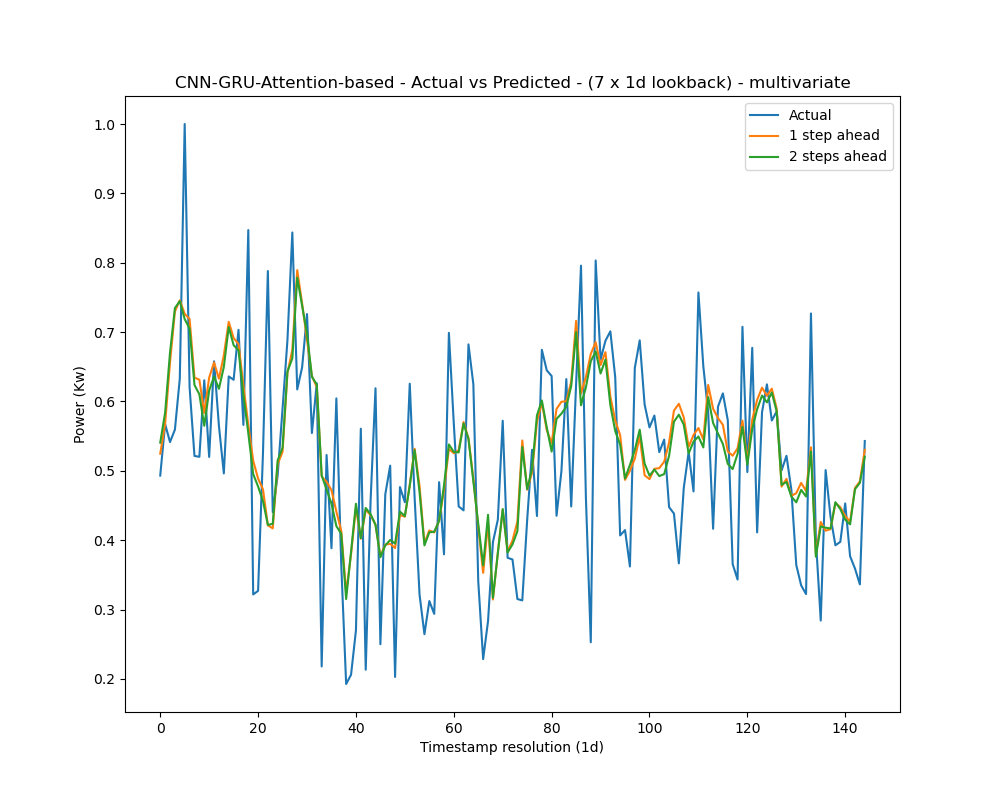 CNN-GRU-Attention-based - Actual vs Predicted - (7 x 1d lookback) - multivariate
Actual
1 step ahead
2 steps ahead
Power (Kw)
1.0
0.9
0.8
0.7
0.6
0.5
0.4
0.3
0.2
0 20 40 60 80 100 120 140
Timestamp resolution (1d)